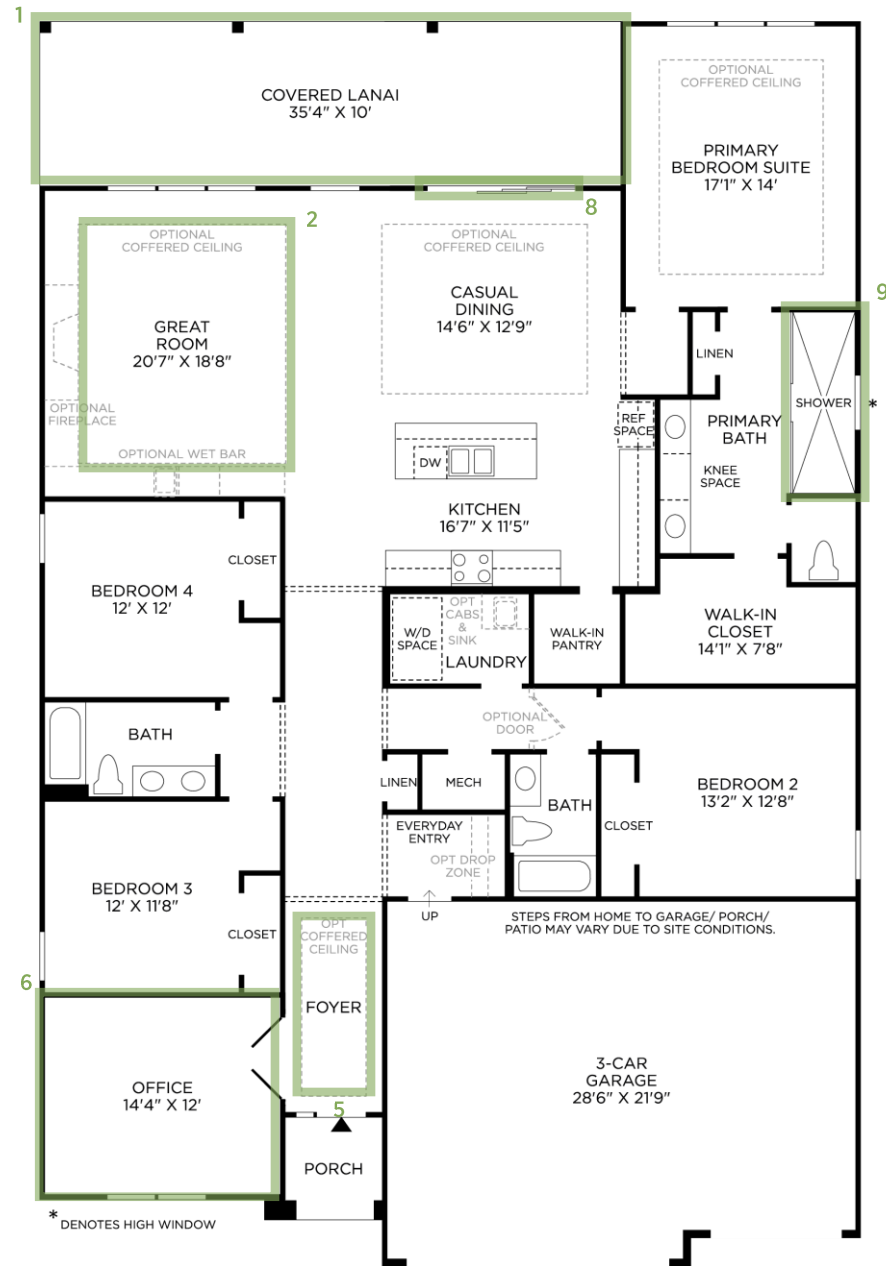 1
COVERED LANAI
35'4" X 10'
OPTIONAL
COFFERED CEILING
PRIMARY
BEDROOM SUITE
17'1" X 14'
8
2
OPTIONAL
COFFERED CEILING
GREAT
ROOM
20'7" X 18'8"
OPTIONAL
FIREPLACE
OPTIONAL WET BAR
OPTIONAL
COFFERED CEILING
CASUAL
DINING
14'6" X 12'9"
9
LINEN
SHOWER
*
REF
SPACE
PRIMARY
BATH
KNEE
SPACE
DW
KITCHEN
16'7" X 11'5"
CLOSET
BEDROOM 4
12' X 12'
W/D
SPACE
OPT
CABS
&
SINK
LAUNDRY
WALK-IN
PANTRY
WALK-IN
CLOSET
14'1" X 7'8"
BATH
OPTIONAL
DOOR
LINEN
MECH
BATH
BEDROOM 2
13'2" X 12'8"
CLOSET
EVERYDAY
ENTRY
OPT DROP
ZONE
UP
BEDROOM 3
12' X 11'8"
CLOSET
STEPS FROM HOME TO GARAGE/ PORCH/
PATIO MAY VARY DUE TO SITE CONDITIONS.
OPT
COFFERED
CEILING
FOYER
6
OFFICE
14'4" X 12'
3-CAR
GARAGE
28'6" X 21'9"
5
PORCH
* DENOTES HIGH WINDOW